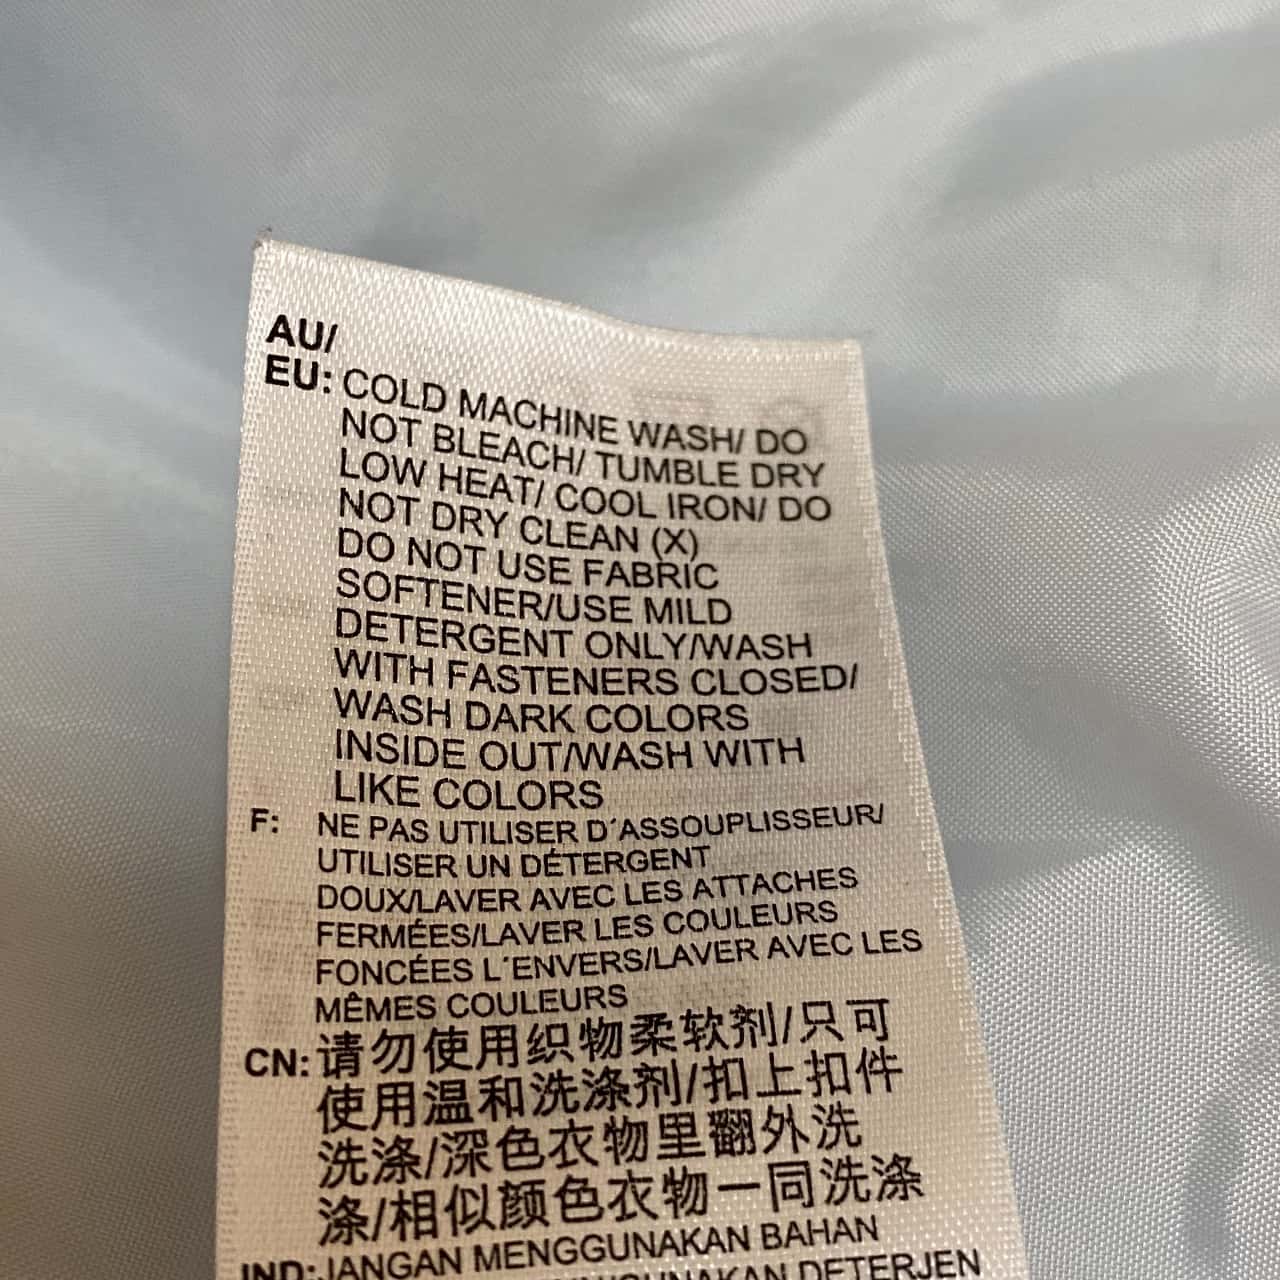 AU/
EU: COLD MACHINE WASH/ DO
NOT BLEACH/ TUMBLE DRY
LOW HEAT/ COOL IRON/ DO
NOT DRY CLEAN (X)
DO NOT USE FABRIC
SOFTENER/USE MILD
DETERGENT ONLY/WASH
WITH FASTENERS CLOSED/
WASH DARK COLORS
INSIDE OUT/WASH WITH
LIKE COLORS
F: NE PAS UTILISER D´ASSOUPLISSEUR/
UTILISER UN DÉTERGENT
DOUX/LAVER AVEC LES ATTACHES
FERMÉES/LAVER LES COULEURS
FONCÉES L´ENVERS/LAVER AVEC LES
MÊMES COULEURS
CN: 请勿使用织物柔软剂/只可
使用温和洗涤剂/扣上扣件
洗涤/深色衣物里翻外洗
涤/相似颜色衣物一同洗涤
IND: JANGAN MENGGUNAKAN BAHAN
DETERJEN